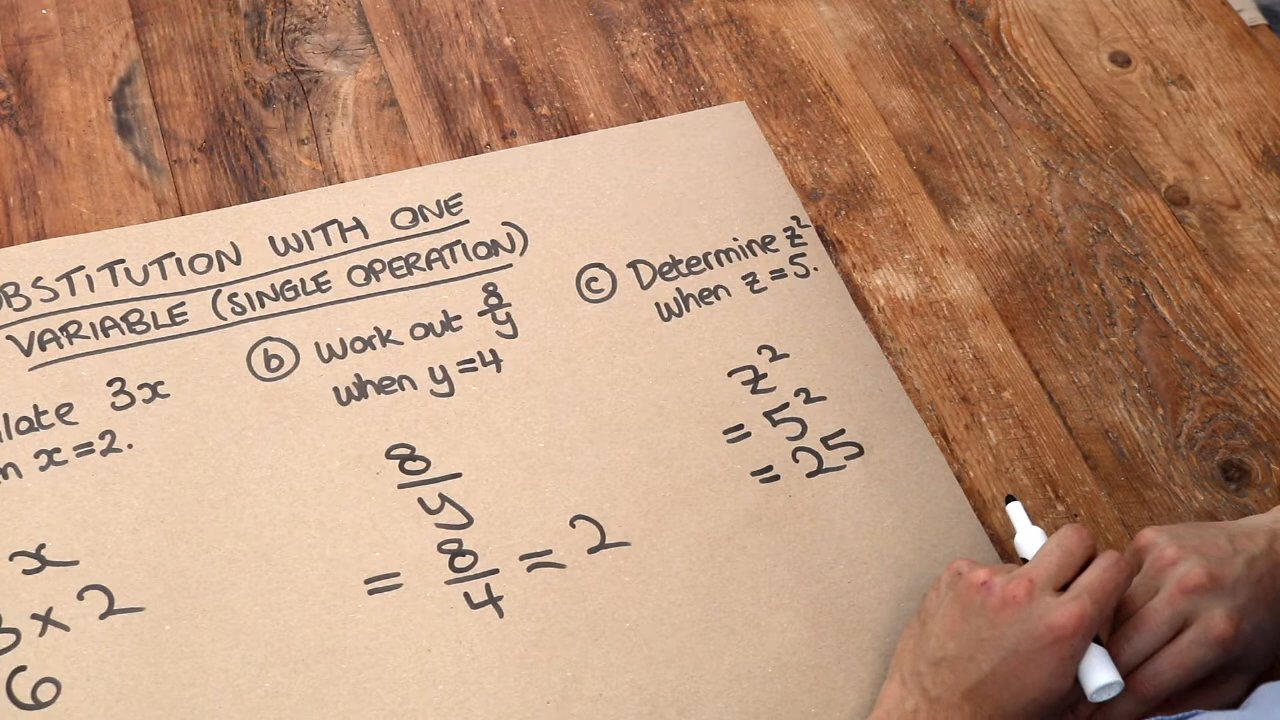 OBSTITUTION WITH ONE
VARIABLE (SINGLE OPERATION)
late 3x
n x=2.
x
3 × 2
6
(b) Work out 8/y
when y=4
8/y
= 8/4 = 2
(c) Determine z²
when z=5.
z²
= 5²
= 25